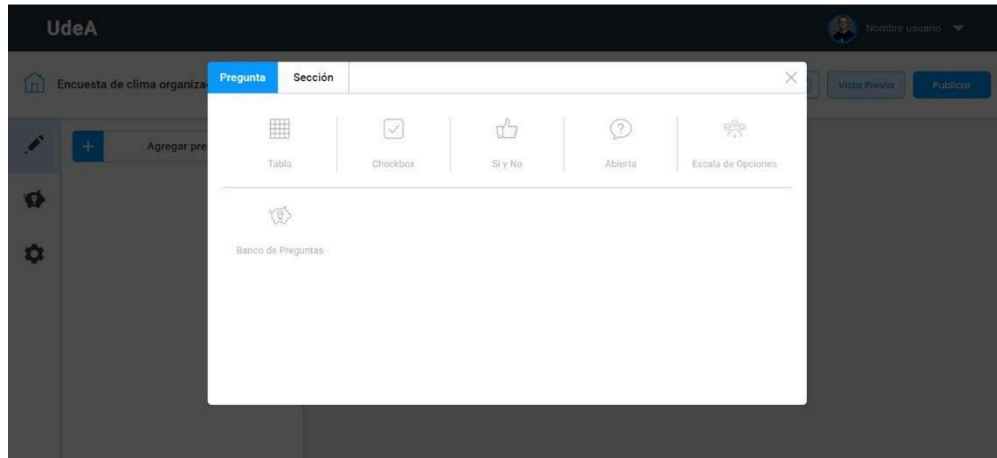 UdeA
Nombre usuario
Encuesta de clima organiza
Pregunta
Sección
Vista Previa
Publicar
Agregar pre
Tabla
Checkbox
Si y No
Abierta
Escala de Opciones
Banco de Preguntas